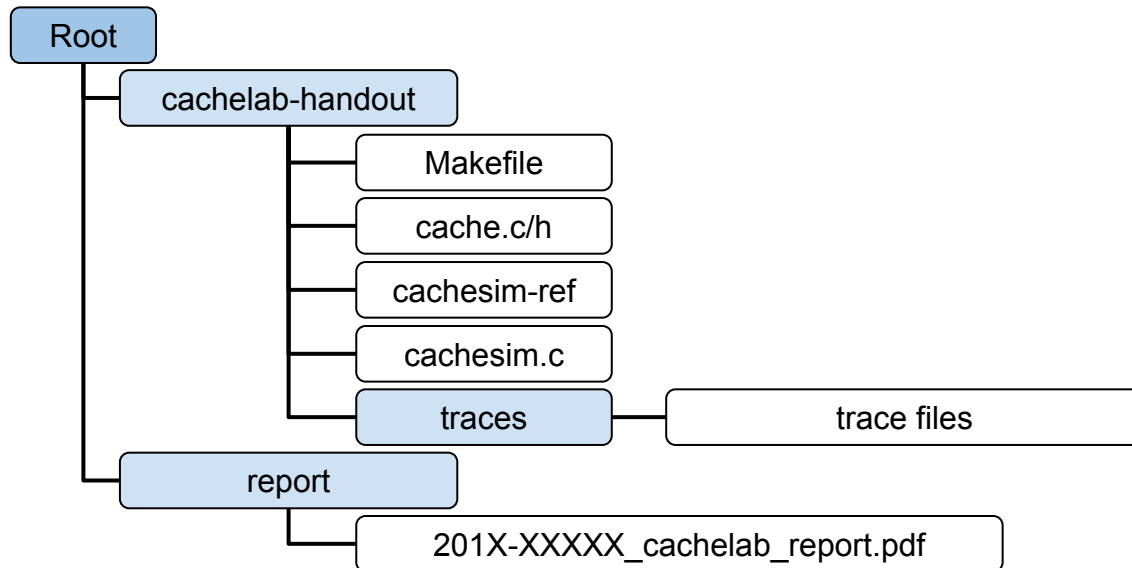 Root
cachelab-handout
Makefile
cache.c/h
cachesim-ref
cachesim.c
traces
trace files
report
201X-XXXXX_cachelab_report.pdf